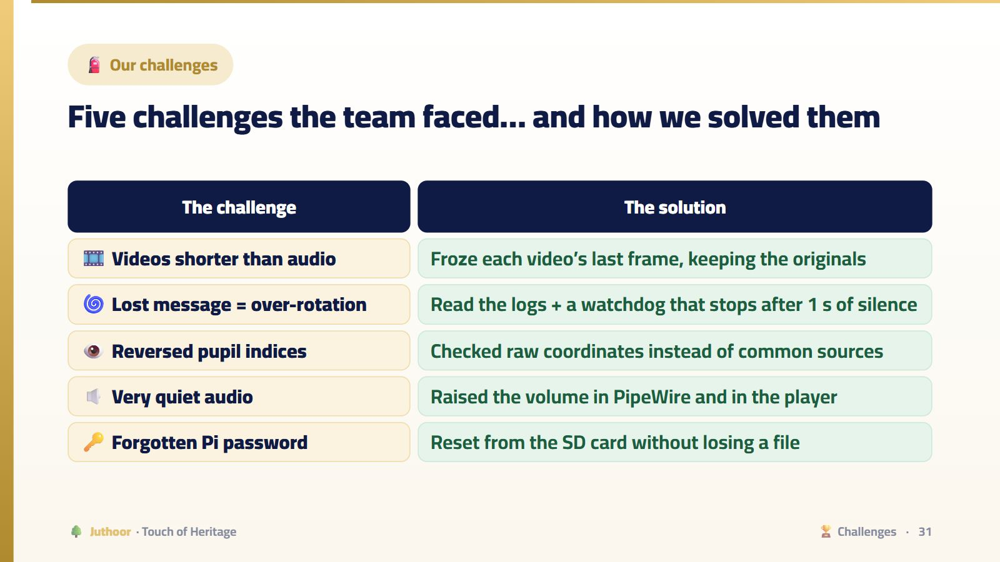 Our challenges
Five challenges the team faced... and how we solved them
The challenge
The solution
Videos shorter than audio
Froze each video’s last frame, keeping the originals
Lost message = over-rotation
Read the logs + a watchdog that stops after 1 s of silence
Reversed pupil indices
Checked raw coordinates instead of common sources
Very quiet audio
Raised the volume in PipeWire and in the player
Forgotten Pi password
Reset from the SD card without losing a file
Juthoor · Touch of Heritage
Challenges · 31